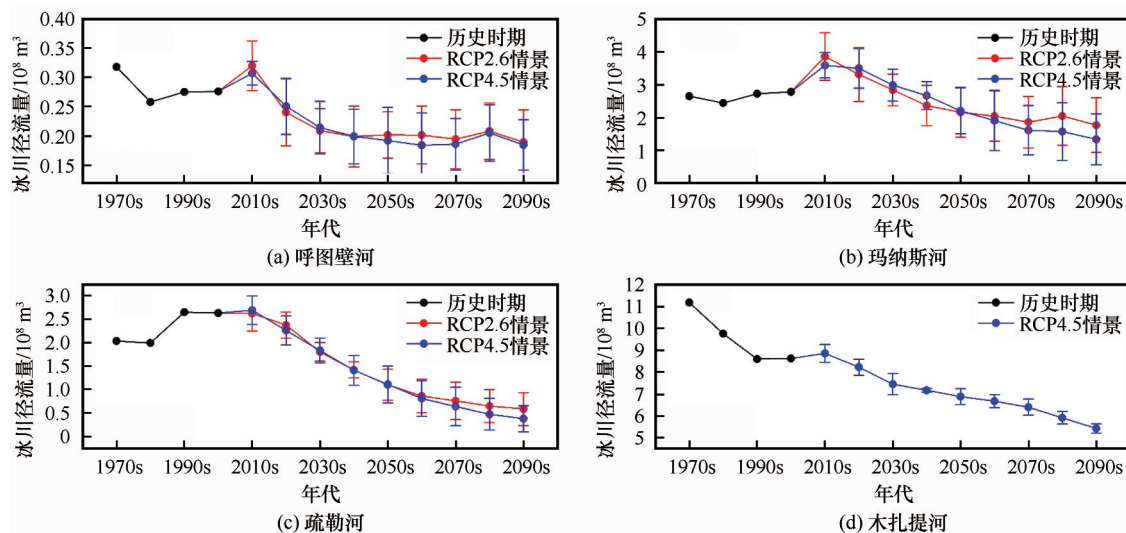 冰川径流量/10⁸ m³
0.40
0.35
0.30
0.25
0.20
0.15
历史时期
RCP2.6情景
RCP4.5情景
1970s 1990s 2010s 2030s 2050s 2070s 2090s
年代
(a) 呼图壁河
冰川径流量/10⁸ m³
5
4
3
2
1
0
历史时期
RCP2.6情景
RCP4.5情景
1970s 1990s 2010s 2030s 2050s 2070s 2090s
年代
(b) 玛纳斯河
冰川径流量/10⁸ m³
3.0
2.5
2.0
1.5
1.0
0.5
0
历史时期
RCP2.6情景
RCP4.5情景
1970s 1990s 2010s 2030s 2050s 2070s 2090s
年代
(c) 疏勒河
冰川径流量/10⁸ m³
12
11
10
9
8
7
6
5
历史时期
RCP4.5情景
1970s 1990s 2010s 2030s 2050s 2070s 2090s
年代
(d) 木扎提河